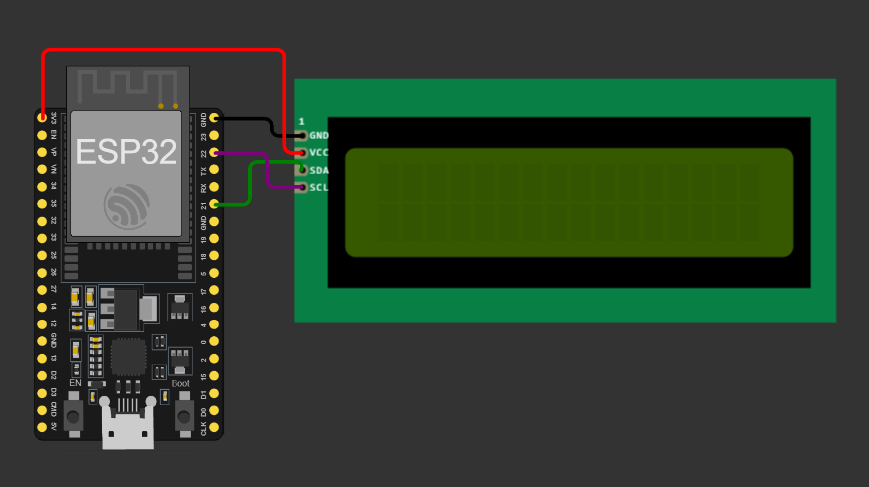 ESP32
3V3
EN
VP
VN
34
35
32
33
25
26
27
14
12
GND
13
D2
D3
CMD
5V
GND
23
22
TX
RX
21
GND
19
18
5
17
16
4
0
2
15
D1
D0
CLK
EN
Boot
1
GND
VCC
SDA
SCL